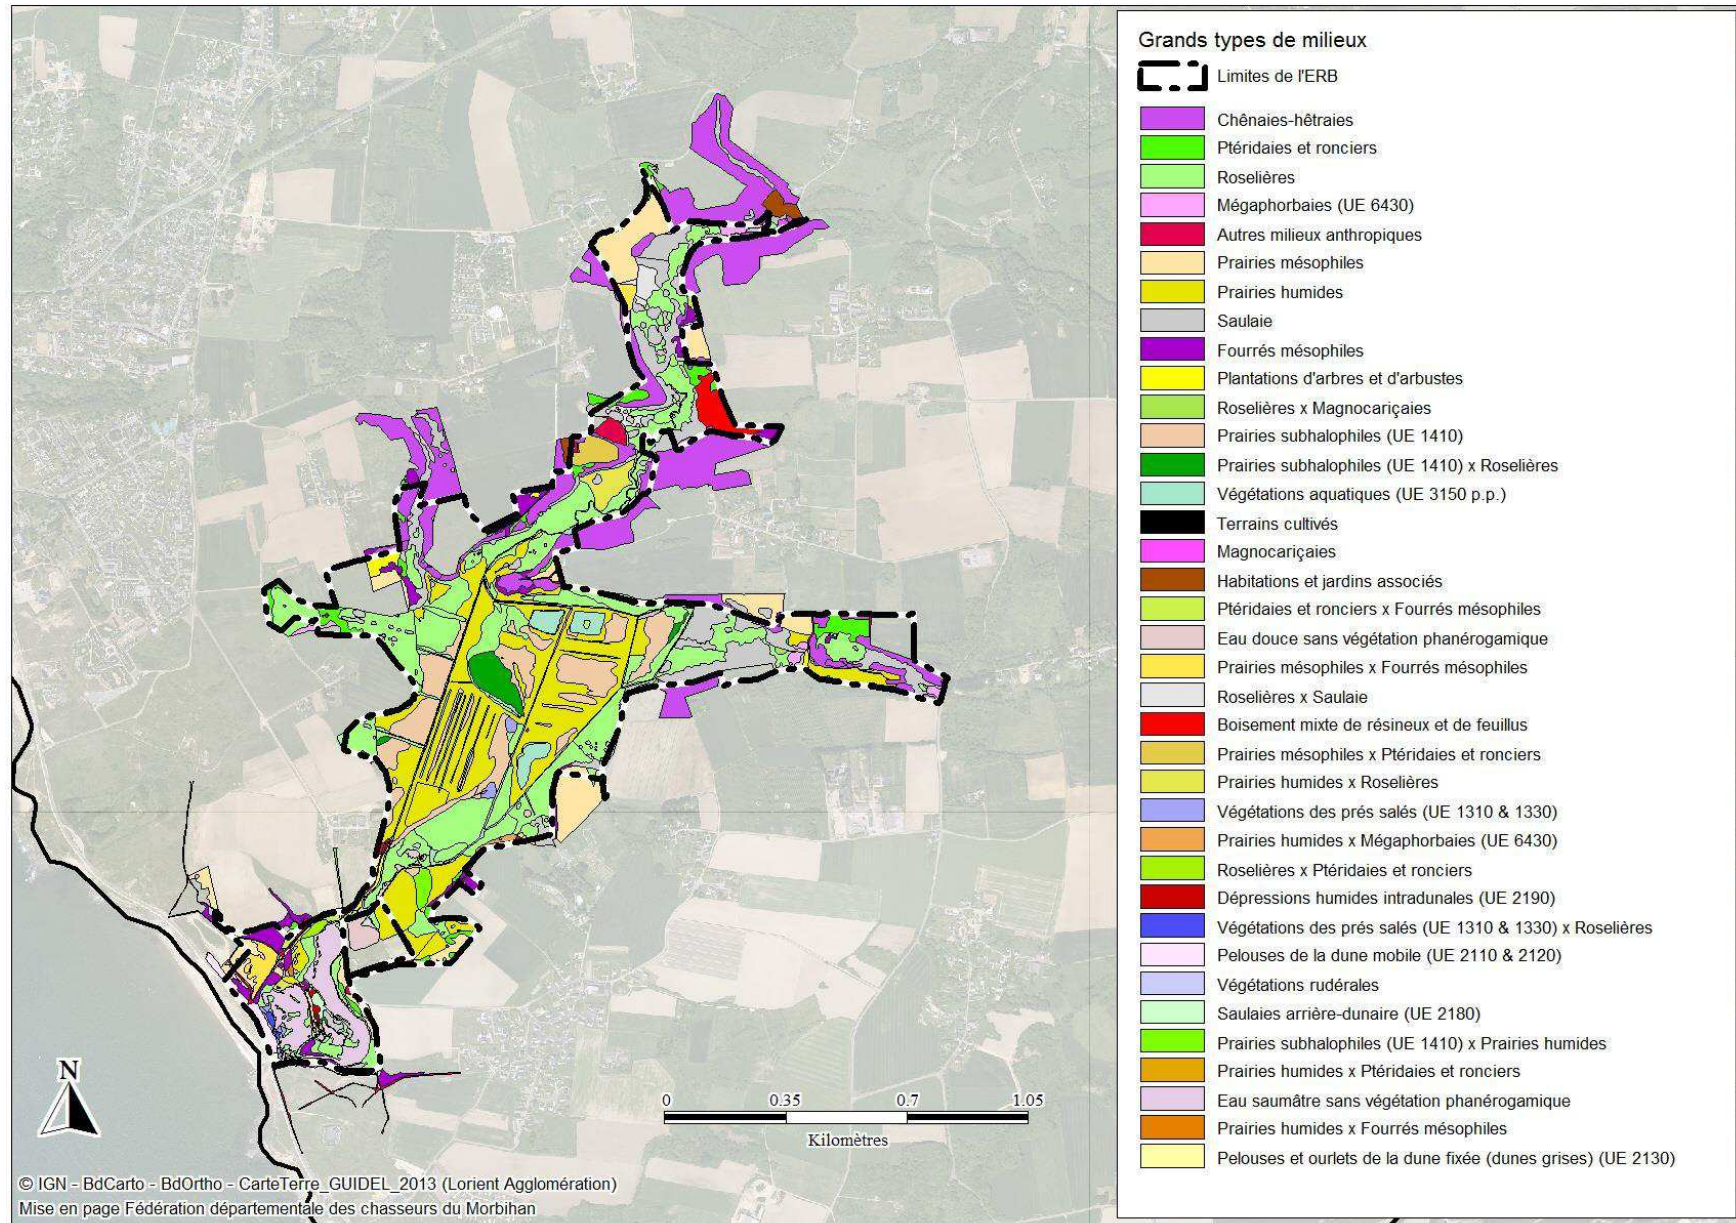 Grands types de milieux
Limites de l'ERB
Chênaies-hêtraies
Ptéridaies et ronciers
Roselières
Mégaphorbaies (UE 6430)
Autres milieux anthropiques
Prairies mésophiles
Prairies humides
Saulaie
Fourrés mésophiles
Plantations d'arbres et d'arbustes
Roselières x Magnocariçaies
Prairies subhalophiles (UE 1410)
Prairies subhalophiles (UE 1410) x Roselières
Végétations aquatiques (UE 3150 p.p.)
Terrains cultivés
Magnocariçaies
Habitations et jardins associés
Ptéridaies et ronciers x Fourrés mésophiles
Eau douce sans végétation phanérogamique
Prairies mésophiles x Fourrés mésophiles
Roselières x Saulaie
Boisement mixte de résineux et de feuillus
Prairies mésophiles x Ptéridaies et ronciers
Prairies humides x Roselières
Végétations des prés salés (UE 1310 & 1330)
Prairies humides x Mégaphorbaies (UE 6430)
Roselières x Ptéridaies et ronciers
Dépressions humides intradunales (UE 2190)
Végétations des prés salés (UE 1310 & 1330) x Roselières
Pelouses de la dune mobile (UE 2110 & 2120)
Végétations rudérales
Saulaies arrière-dunaire (UE 2180)
Prairies subhalophiles (UE 1410) x Prairies humides
Prairies humides x Ptéridaies et ronciers
Eau saumâtre sans végétation phanérogamique
Prairies humides x Fourrés mésophiles
Pelouses et ourlets de la dune fixée (dunes grises) (UE 2130)
N
0 0.35 0.7 1.05
Kilomètres
© IGN - BdCarto - BdOrtho - CarteTerre_GUIDEL_2013 (Lorient Agglomération)
Mise en page Fédération départementale des chasseurs du Morbihan